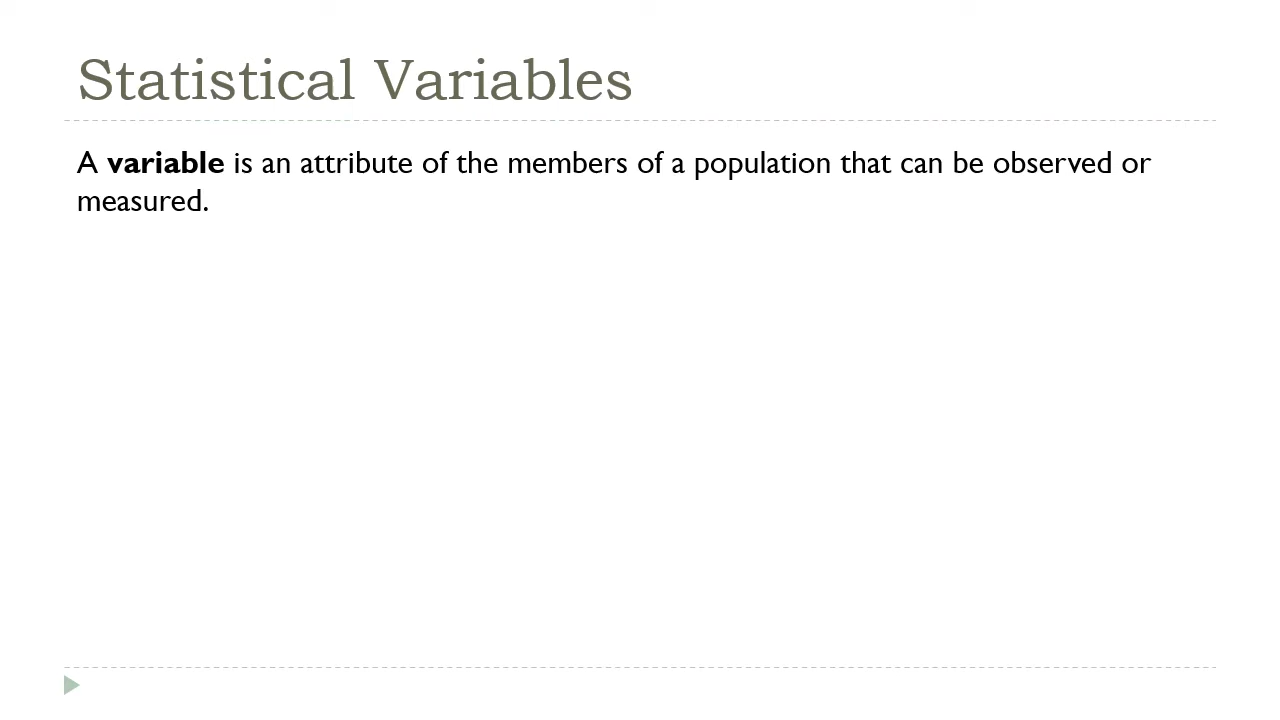 Statistical Variables
A variable is an attribute of the members of a population that can be observed or
measured.